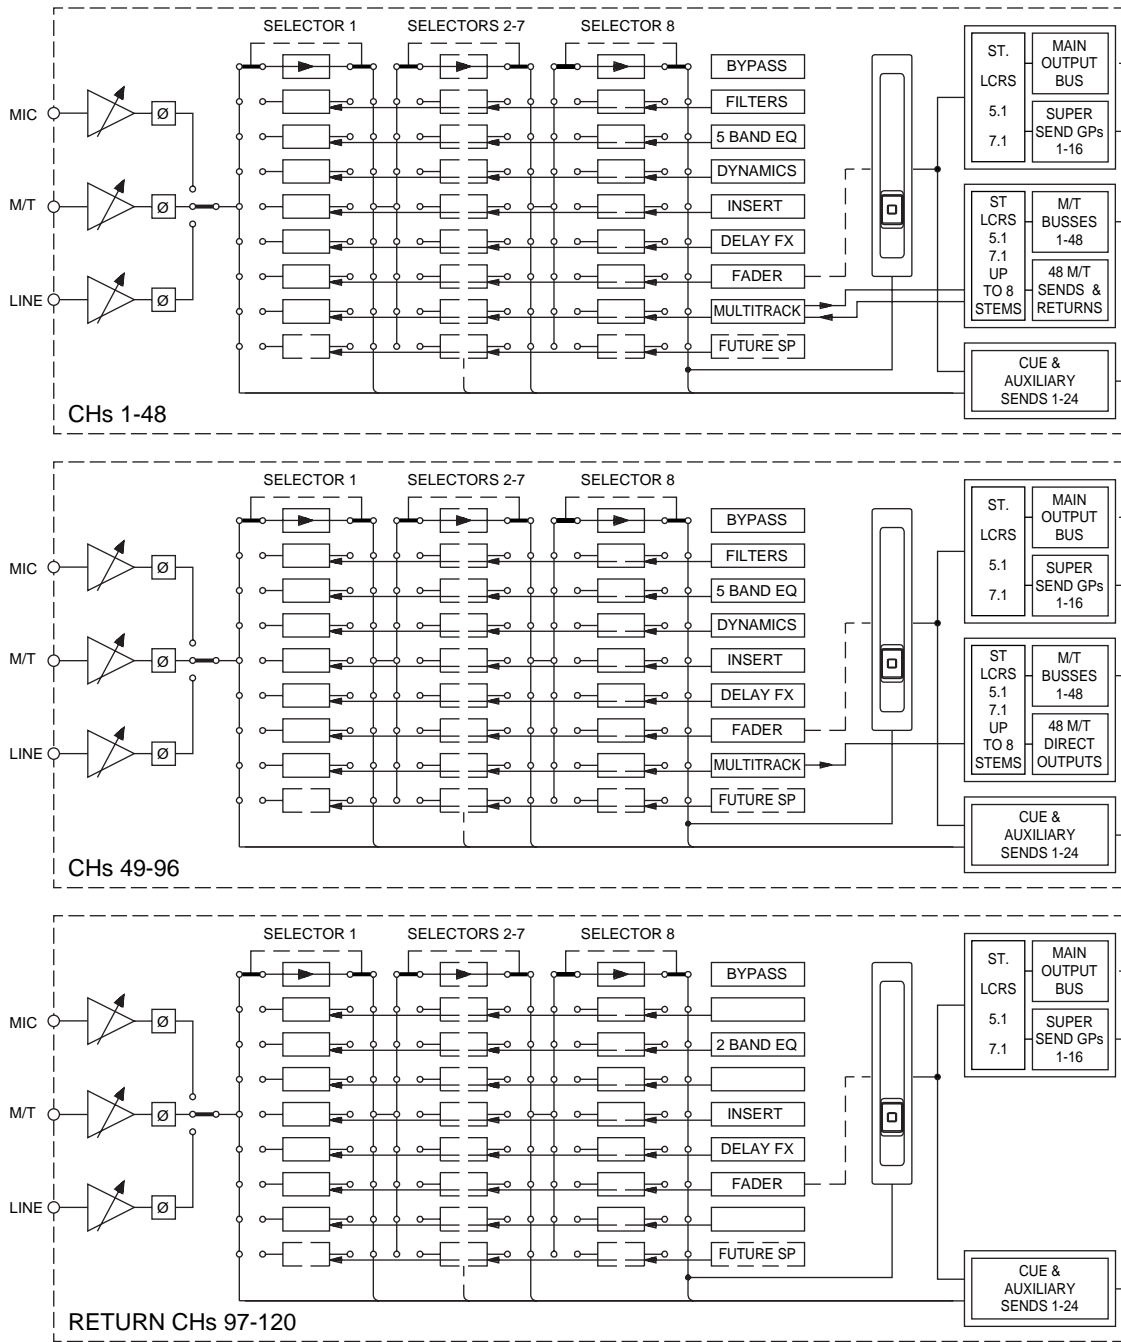 SELECTOR 1
SELECTORS 2-7
SELECTOR 8
MIC
M/T
LINE
Ø
Ø
Ø
BYPASS
FILTERS
5 BAND EQ
DYNAMICS
INSERT
DELAY FX
FADER
MULTITRACK
FUTURE SP
ST.
LCRS
5.1
7.1
MAIN
OUTPUT
BUS
SUPER
SEND GPs
1-16
ST
LCRS
5.1
7.1
UP
TO 8
STEMS
M/T
BUSSES
1-48
48 M/T
SENDS &
RETURNS
CUE &
AUXILIARY
SENDS 1-24
CHs 1-48
SELECTOR 1
SELECTORS 2-7
SELECTOR 8
MIC
M/T
LINE
Ø
Ø
Ø
BYPASS
FILTERS
5 BAND EQ
DYNAMICS
INSERT
DELAY FX
FADER
MULTITRACK
FUTURE SP
ST.
LCRS
5.1
7.1
MAIN
OUTPUT
BUS
SUPER
SEND GPs
1-16
ST
LCRS
5.1
7.1
UP
TO 8
STEMS
M/T
BUSSES
1-48
48 M/T
DIRECT
OUTPUTS
CUE &
AUXILIARY
SENDS 1-24
CHs 49-96
SELECTOR 1
SELECTORS 2-7
SELECTOR 8
MIC
M/T
LINE
Ø
Ø
Ø
BYPASS
2 BAND EQ
INSERT
DELAY FX
FADER
FUTURE SP
ST.
LCRS
5.1
7.1
MAIN
OUTPUT
BUS
SUPER
SEND GPs
1-16
CUE &
AUXILIARY
SENDS 1-24
RETURN CHs 97-120